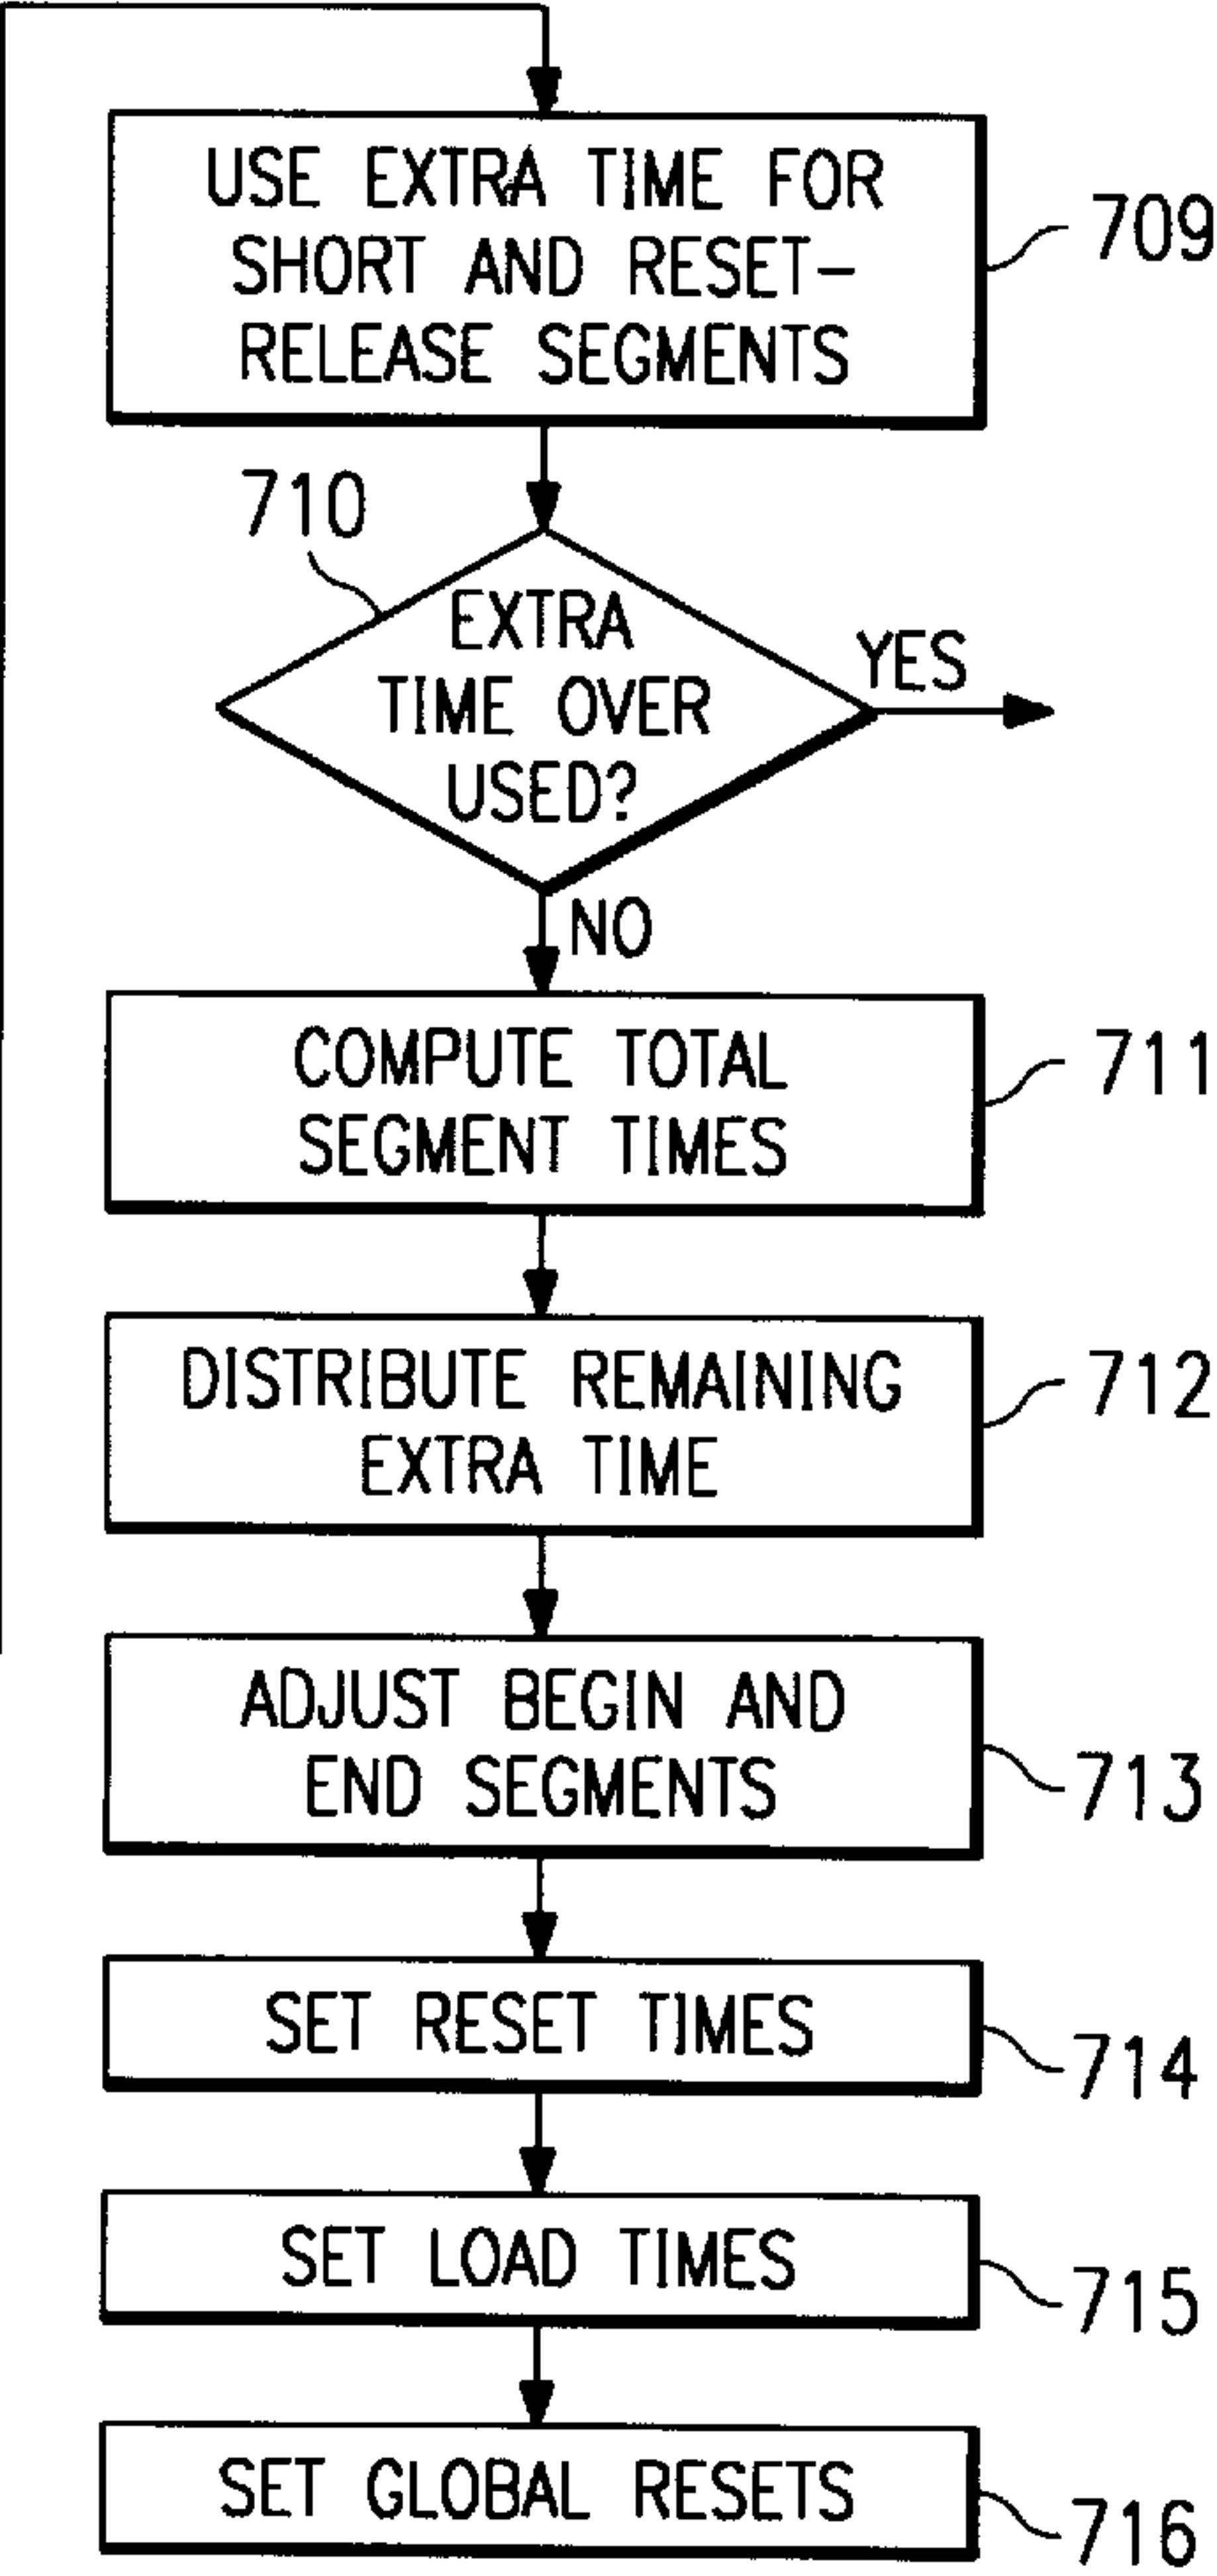 USE EXTRA TIME FOR
SHORT AND RESET-
RELEASE SEGMENTS
709
710
EXTRA
TIME OVER
USED?
YES
NO
COMPUTE TOTAL
SEGMENT TIMES
711
DISTRIBUTE REMAINING
EXTRA TIME
712
ADJUST BEGIN AND
END SEGMENTS
713
SET RESET TIMES
714
SET LOAD TIMES
715
SET GLOBAL RESETS
716